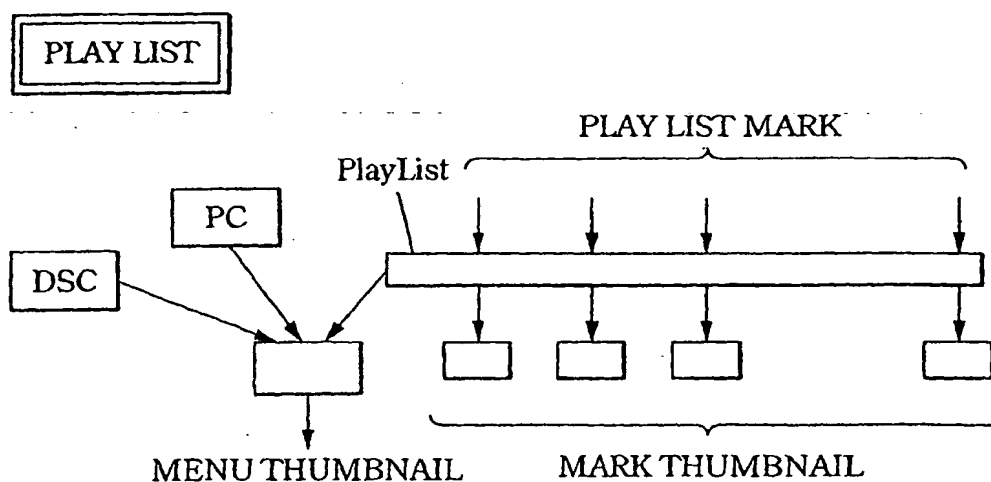 PLAY LIST
PLAY LIST MARK
PlayList
PC
DSC
MENU THUMBNAIL
MARK THUMBNAIL